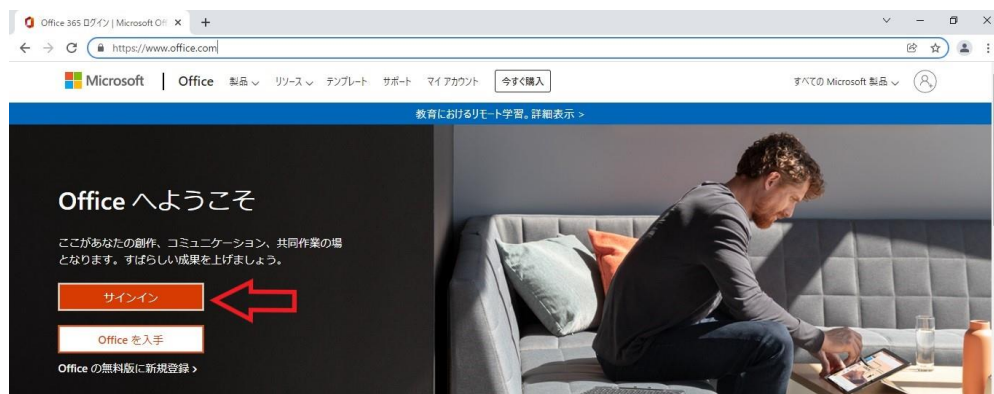 Office 365 ログイン | Microsoft Off
https://www.office.com
Microsoft | Office 製品 リソース テンプレート サポート マイ アカウント 今すぐ購入 すべての Microsoft 製品
教育におけるリモート学習。詳細表示 >
Office へようこそ
ここがあなたの創作、コミュニケーション、共同作業の場
となります。すばらしい成果を上げましょう。
サインイン
Office を入手
Office の無料版に新規登録 >